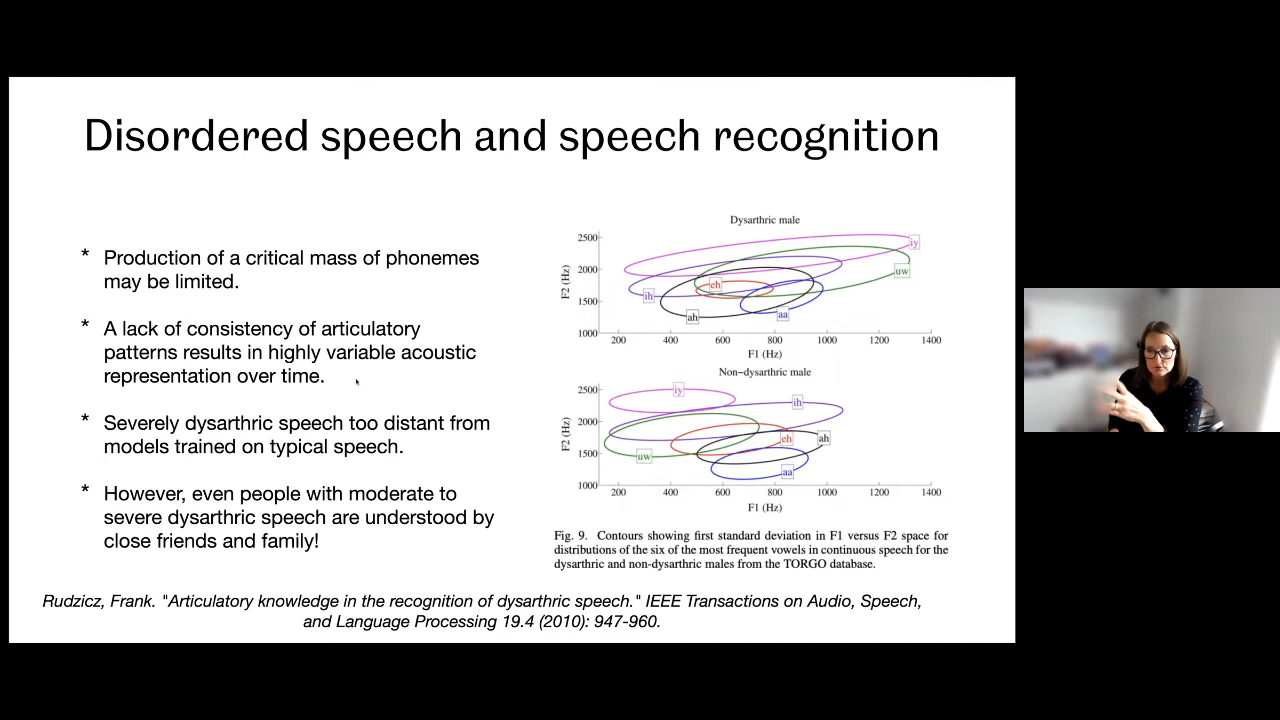 Disordered speech and speech recognition
* Production of a critical mass of phonemes
may be limited.
* A lack of consistency of articulatory
patterns results in highly variable acoustic
representation over time.
* Severely dysarthric speech too distant from
models trained on typical speech.
* However, even people with moderate to
severe dysarthric speech are understood by
close friends and family!
Dysarthric male
2500
2000
1500
1000
F2 (Hz)
iy
uw
eh
ih
ah
aa
200 400 600 800 1000 1200 1400
F1 (Hz)
Non−dysarthric male
2500
2000
1500
1000
F2 (Hz)
iy
ih
eh
ah
uw
aa
200 400 600 800 1000 1200 1400
F1 (Hz)
Fig. 9. Contours showing first standard deviation in F1 versus F2 space for
distributions of the six of the most frequent vowels in continuous speech for the
dysarthric and non-dysarthric males from the TORGO database.
Rudzicz, Frank. "Articulatory knowledge in the recognition of dysarthric speech." IEEE Transactions on Audio, Speech,
and Language Processing 19.4 (2010): 947-960.